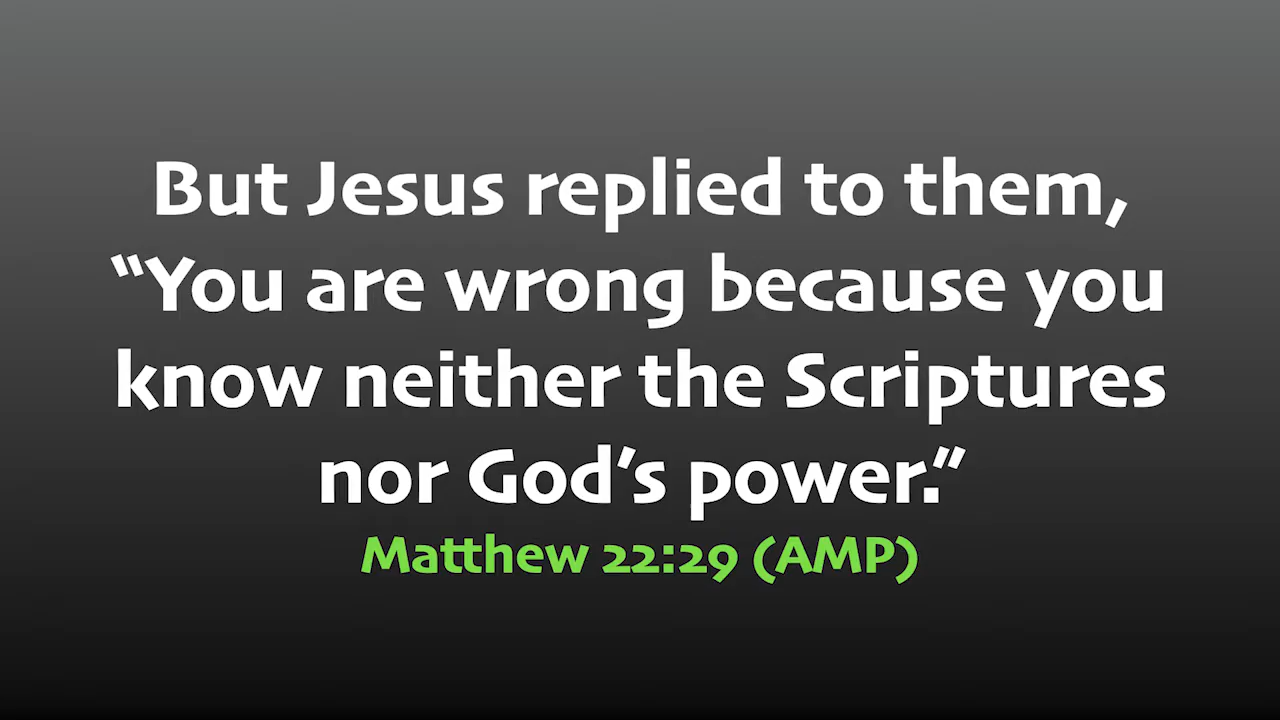 But Jesus replied to them,
“You are wrong because you
know neither the Scriptures
nor God’s power.”
Matthew 22:29 (AMP)